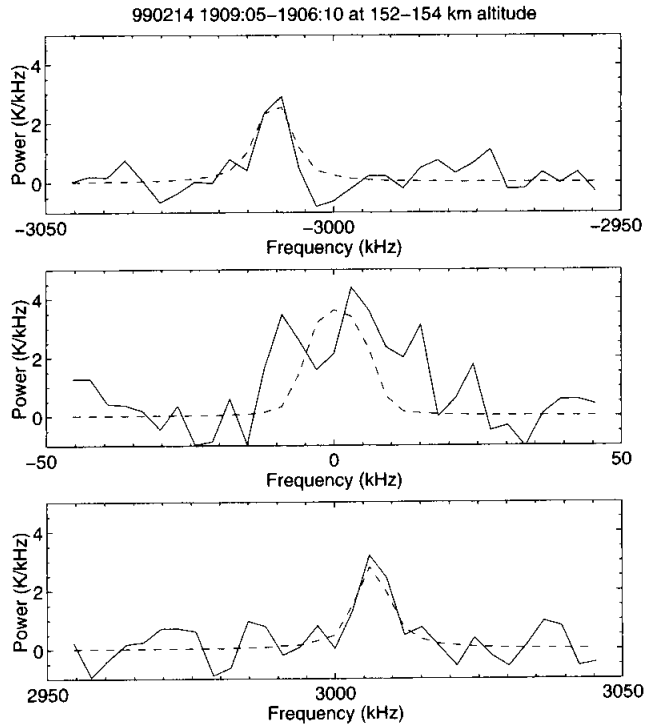 990214 1909:05–1906:10 at 152–154 km altitude
Power (K/kHz)
4
2
0
–3050
–3000
–2950
Frequency (kHz)
Power (K/kHz)
4
2
0
–50
0
50
Frequency (kHz)
Power (K/kHz)
4
2
0
2950
3000
3050
Frequency (kHz)